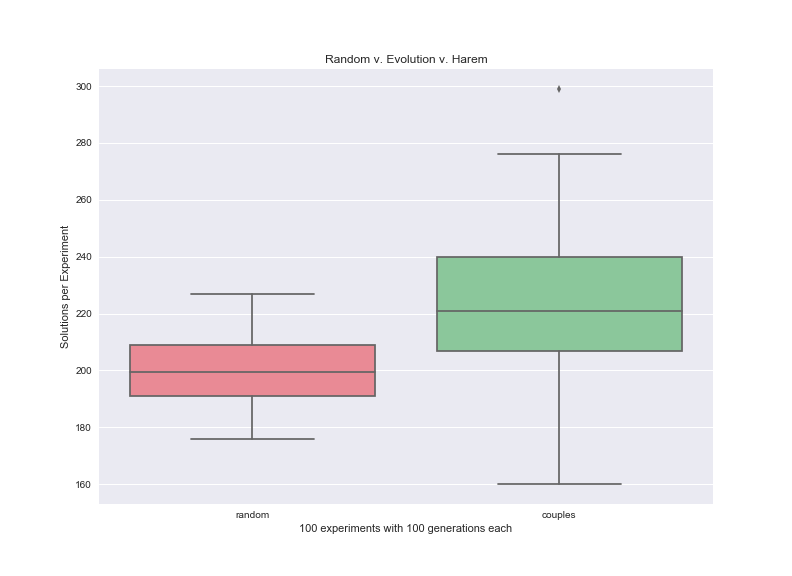 Random v. Evolution v. Harem
Solutions per Experiment
300
280
260
240
220
200
180
160
random couples
100 experiments with 100 generations each